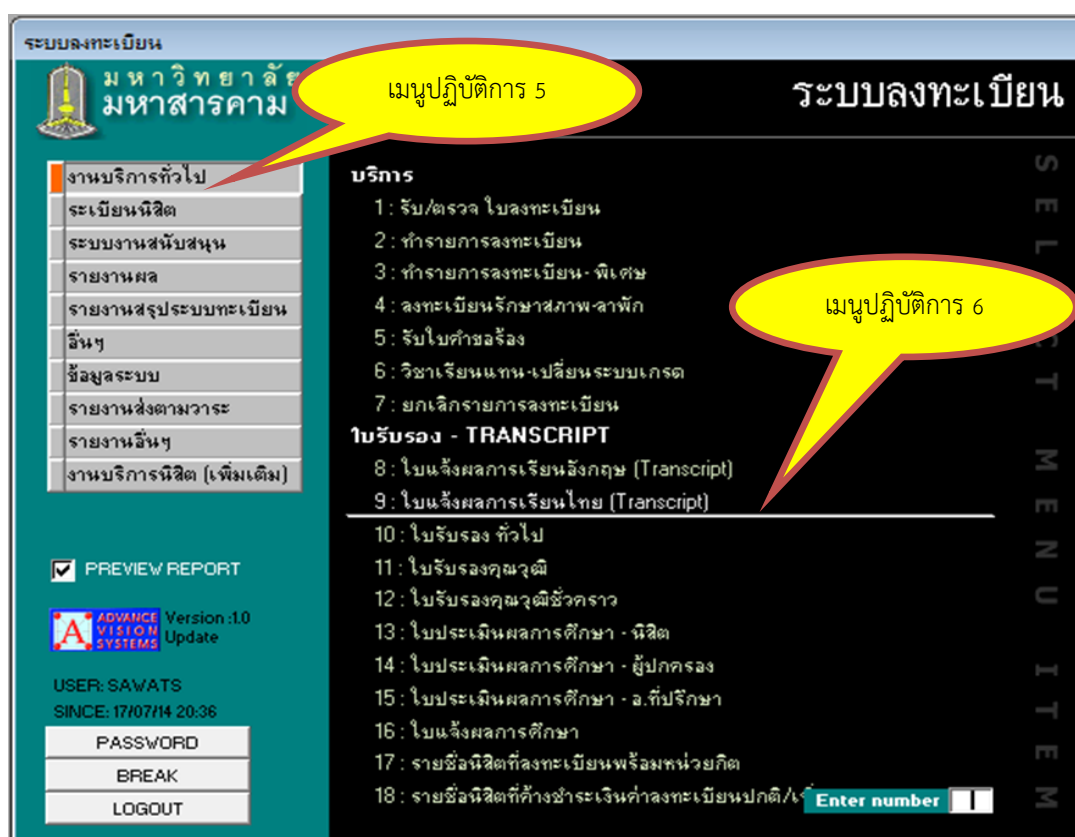 ระบบลงทะเบียน
มหาวิทยาลัย
มหาสารคาม
เมนูปฏิบัติการ 5
ระบบลงทะเบียน
งานบริการทั่วไป
ระเบียนนิสิต
ระบบงานสนับสนุน
รายงานผล
รายงานสรุประบบทะเบียน
อื่นๆ
ข้อมูลระบบ
รายงานส่งตามวาระ
รายงานอื่นๆ
งานบริการนิสิต (เพิ่มเติม)
PREVIEW REPORT
ADVANCE
VISION
SYSTEMS
Version :1.0
Update
USER: SAWATS
SINCE: 17/07/14 20:36
PASSWORD
BREAK
LOGOUT
บริการ
1 : รับ/ตรวจ ใบลงทะเบียน
2 : ทำรายการลงทะเบียน
3 : ทำรายการลงทะเบียน- พิเศษ
4 : ลงทะเบียนรักษาสภาพ-ลาพัก
5 : รับใบคำขอร้อง
6 : วิชาเรียนแทน-เปลี่ยนระบบเกรด
7 : ยกเลิกรายการลงทะเบียน
เมนูปฏิบัติการ 6
ใบรับรอง - TRANSCRIPT
8 : ใบแจ้งผลการเรียนอังกฤษ (Transcript)
9 : ใบแจ้งผลการเรียนไทย (Transcript)
10 : ใบรับรอง ทั่วไป
11 : ใบรับรองคุณวุฒิ
12 : ใบรับรองคุณวุฒิชั่วคราว
13 : ใบประเมินผลการศึกษา - นิสิต
14 : ใบประเมินผลการศึกษา - ผู้ปกครอง
15 : ใบประเมินผลการศึกษา - อ.ที่ปรึกษา
16 : ใบแจ้งผลการศึกษา
17 : รายชื่อนิสิตที่ลงทะเบียนพร้อมหน่วยกิต
18 : รายชื่อนิสิตที่ค้างชำระเงินค่าลงทะเบียนปกติ/
Enter number
MENU ITEM